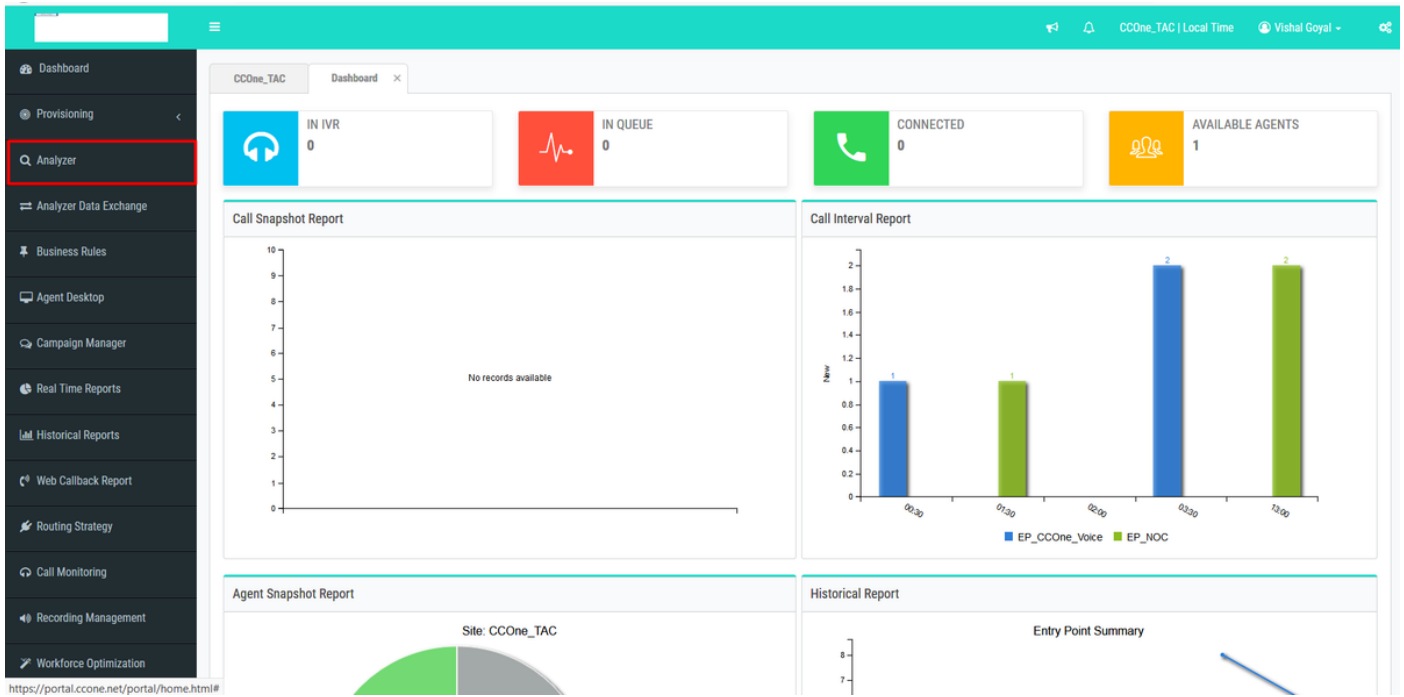 CCOne_TAC | Local Time
Vishal Goyal
Dashboard
Provisioning
Analyzer
Analyzer Data Exchange
Business Rules
Agent Desktop
Campaign Manager
Real Time Reports
Historical Reports
Web Callback Report
Routing Strategy
Call Monitoring
Recording Management
Workforce Optimization
https://portal.ccone.net/portal/home.html#
CCOne_TAC
Dashboard ×
IN IVR
0
IN QUEUE
0
CONNECTED
0
AVAILABLE AGENTS
1
Call Snapshot Report
10
9
8
7
6
5
4
3
2
1
0
No records available
Call Interval Report
New
2
1.8
1.6
1.4
1.2
1
0.8
0.6
0.4
0.2
0
1
1
2
2
00:30
01:30
02:00
03:30
13:00
EP_CCOne_Voice
EP_NOC
Agent Snapshot Report
Site: CCOne_TAC
Historical Report
Entry Point Summary
8
7